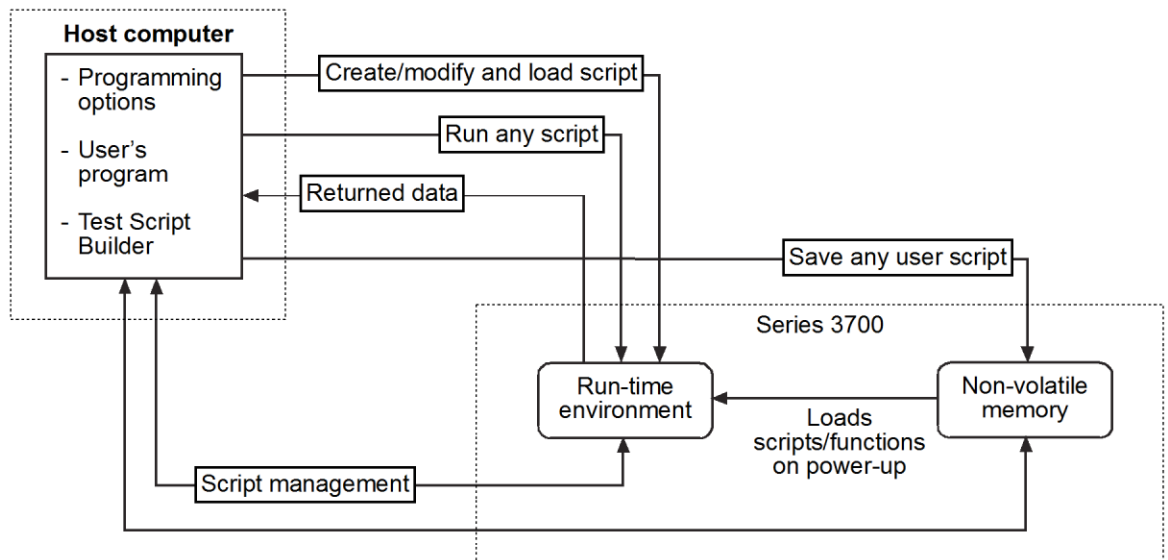 Host computer
- Programming
options
- User's
program
- Test Script
Builder
Create/modify and load script
Run any script
Returned data
Save any user script
Series 3700
Run-time
environment
Non-volatile
memory
Loads
scripts/functions
on power-up
Script management